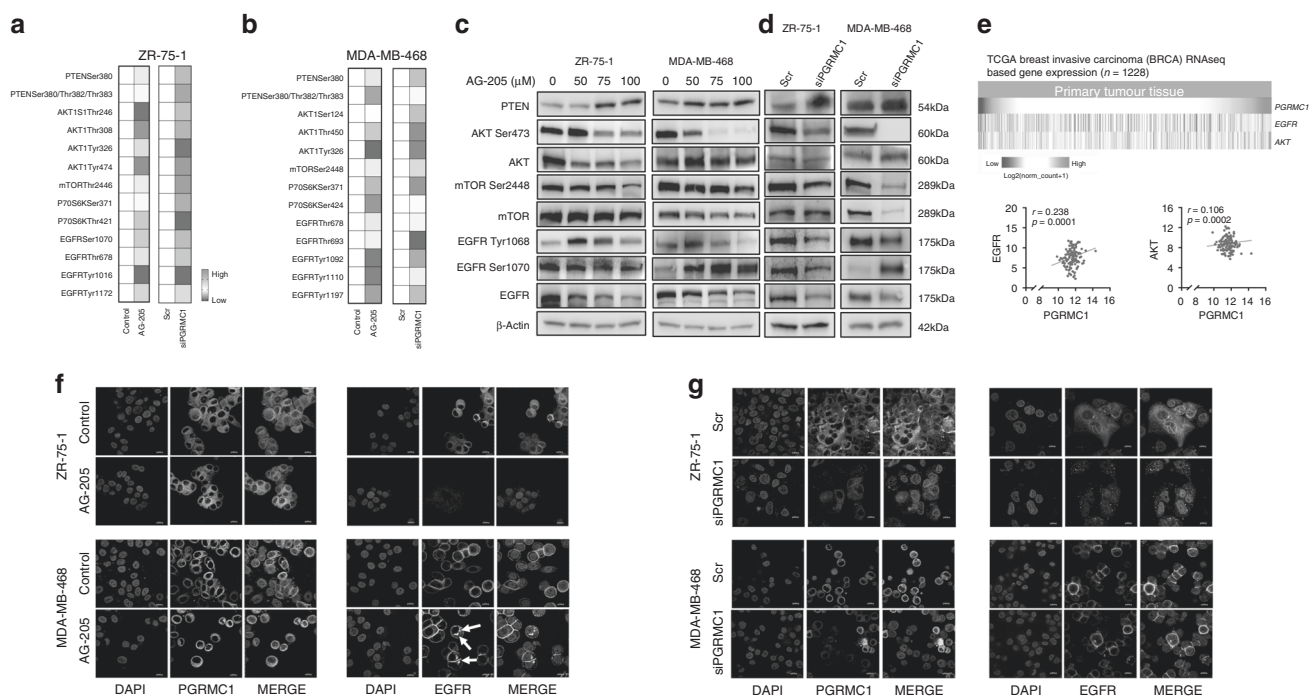 a
ZR-75-1
PTENSer380
PTENSer380/Thr382/Thr383
AKT1S1Thr246
AKT1Thr308
AKT1Tyr326
AKT1Tyr474
mTORThr2446
P70S6KSer371
P70S6KThr421
EGFRSer1070
EGFRThr678
EGFRTyr1016
EGFRTyr1172
Control
AG-205
Scr
siPGRMC1
High
Low
b
MDA-MB-468
PTENSer380
PTENSer380/Thr382/Thr383
AKT1Ser124
AKT1Thr450
AKT1Tyr326
mTORSer2448
P70S6KSer371
P70S6KSer424
EGFRThr678
EGFRThr693
EGFRTyr1092
EGFRTyr1110
EGFRTyr1197
Control
AG-205
Scr
siPGRMC1
c
ZR-75-1 MDA-MB-468
AG-205 (μM) 0 50 75 100 0 50 75 100
d
ZR-75-1 MDA-MB-468
Scr siPGRMC1 Scr siPGRMC1
PTEN 54kDa
AKT Ser473 60kDa
AKT 60kDa
mTOR Ser2448 289kDa
mTOR 289kDa
EGFR Tyr1068 175kDa
EGFR Ser1070 175kDa
EGFR 175kDa
β-Actin 42kDa
e
TCGA breast invasive carcinoma (BRCA) RNAseq
based gene expression (n = 1228)
Primary tumour tissue
PGRMC1
EGFR
AKT
Low High
Log2(norm_count+1)
r = 0.238
p = 0.0001
EGFR
20
15
10
5
0
0 8 10 12 14 16
PGRMC1
r = 0.106
p = 0.0002
AKT
12
9
6
3
0
0 8 10 12 14 16
PGRMC1
f
ZR-75-1
Control
AG-205
MDA-MB-468
Control
AG-205
DAPI PGRMC1 MERGE DAPI EGFR MERGE
g
ZR-75-1
Scr
siPGRMC1
MDA-MB-468
Scr
siPGRMC1
DAPI PGRMC1 MERGE DAPI EGFR MERGE